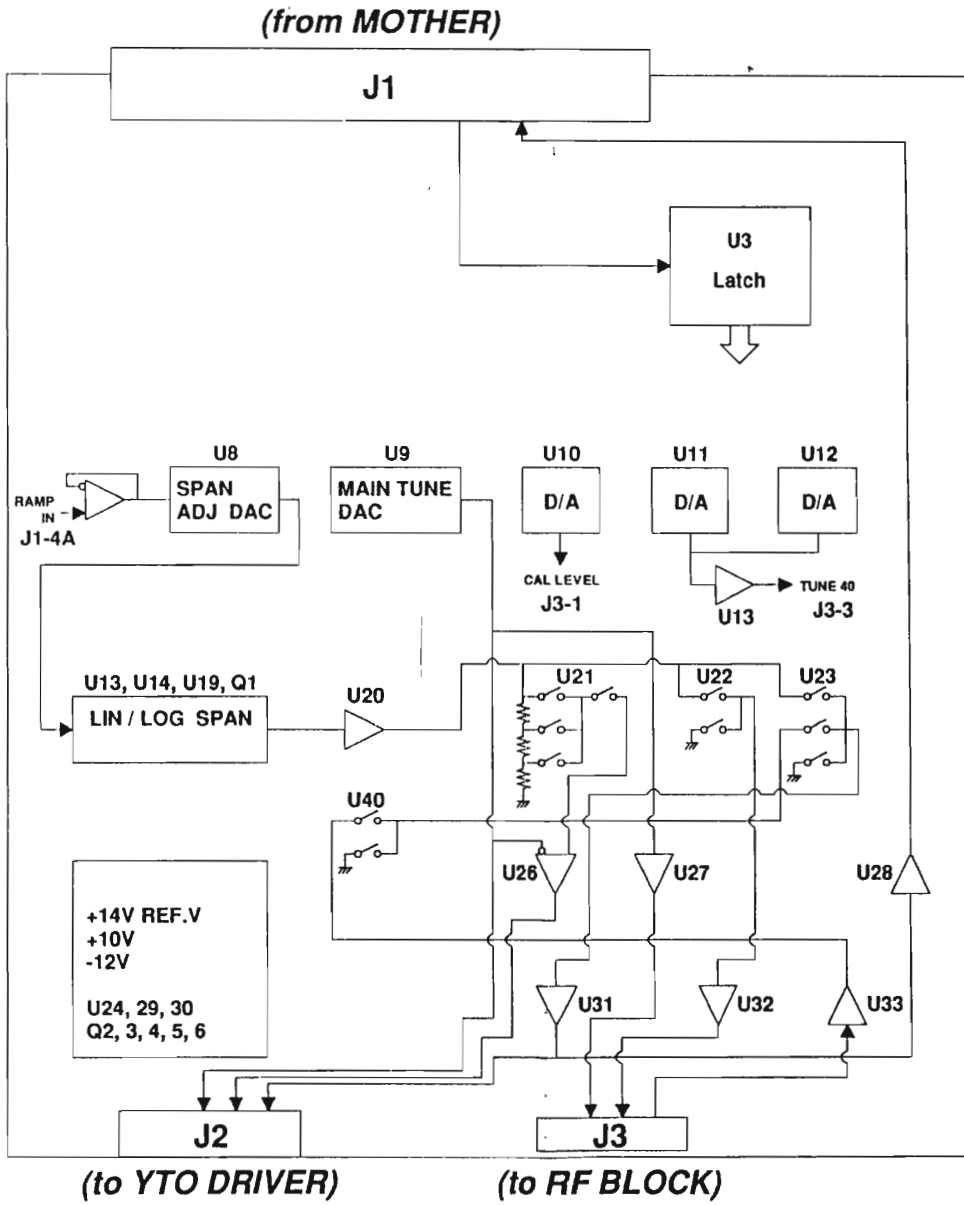 (from MOTHER)
J1
U3
Latch
U8
U9
U10
U11
U12
SPAN
ADJ DAC
MAIN TUNE
DAC
D/A
D/A
D/A
RAMP
IN
J1-4A
CAL LEVEL
J3-1
U13
TUNE 40
J3-3
U13, U14, U19, Q1
LIN / LOG SPAN
U20
U21
U22
U23
U40
U26
U27
U28
+14V REF.V
+10V
-12V
U24, 29, 30
Q2, 3, 4, 5, 6
U31
U32
U33
J2
J3
(to YTO DRIVER)
(to RF BLOCK)